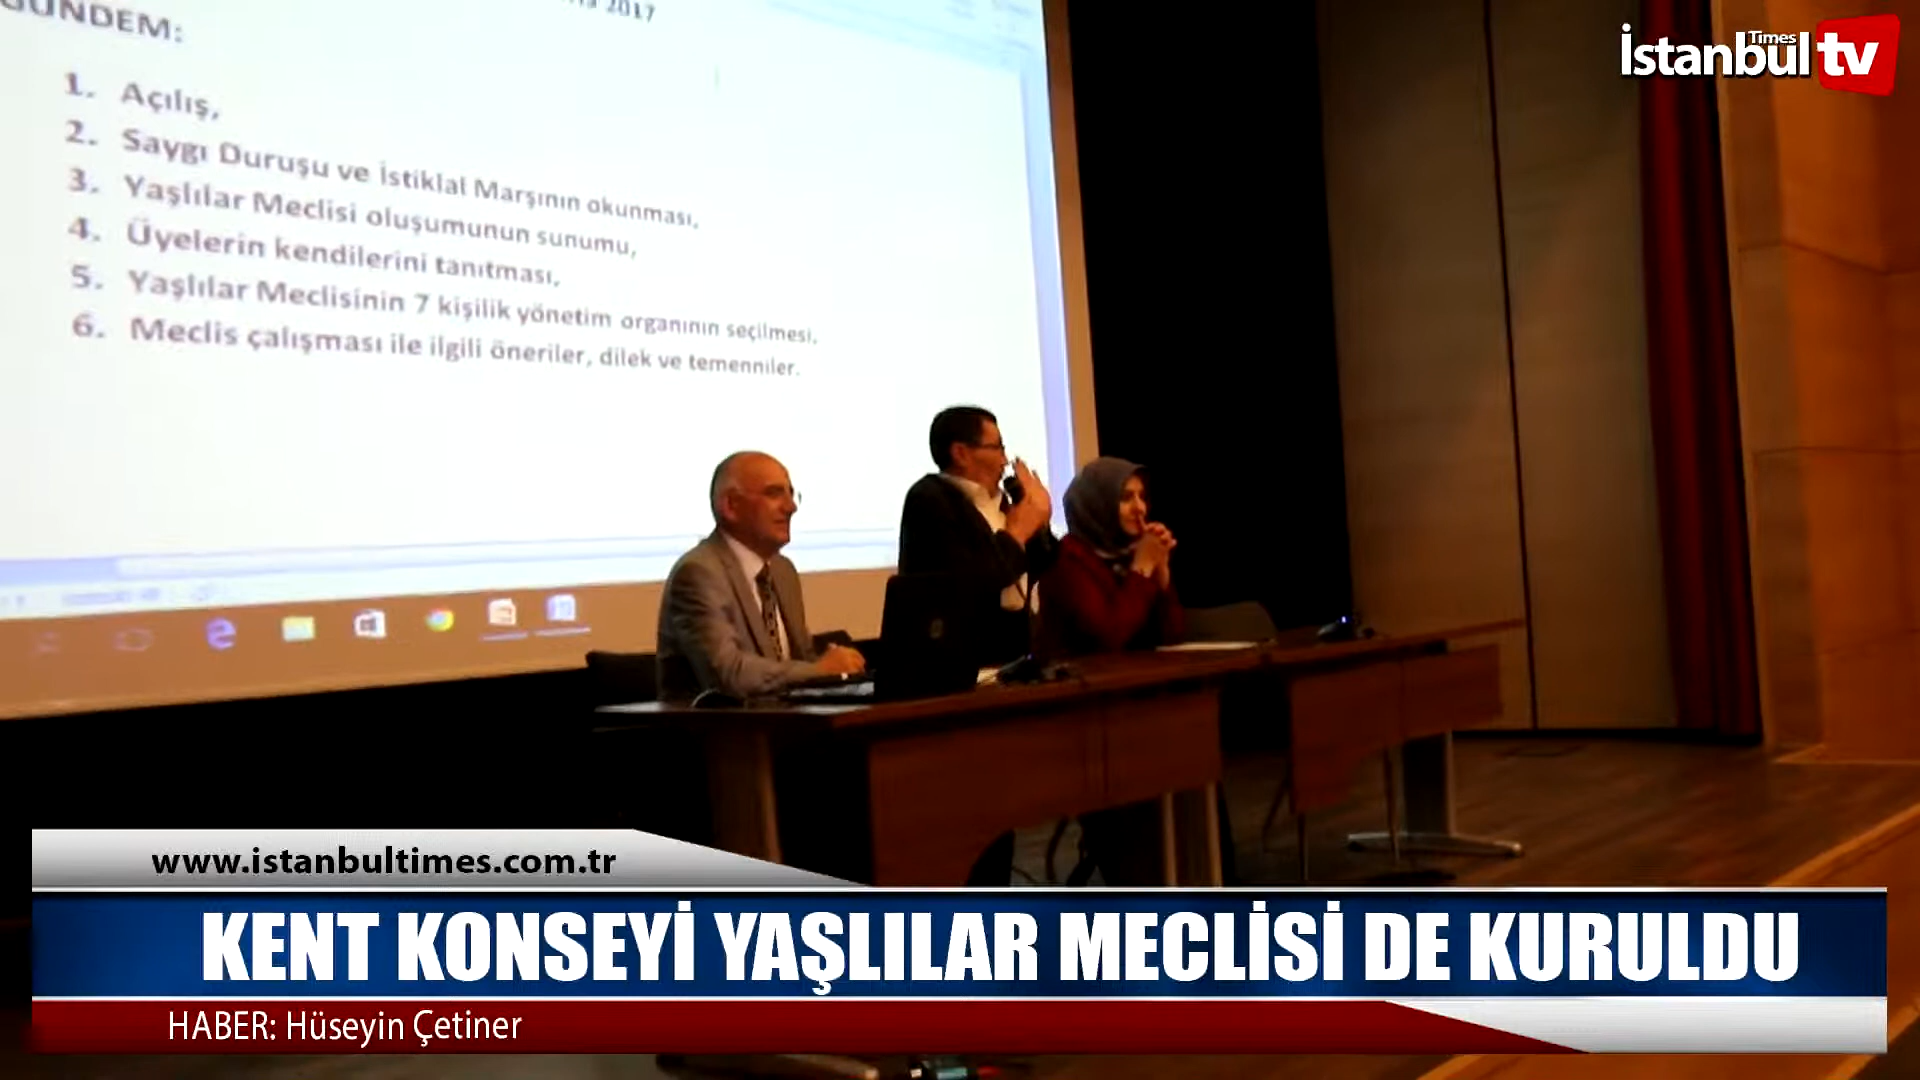 2017
GÜNDEM:
1. Açılış,
2. Saygı Duruşu ve İstiklal Marşının okunması,
3. Yaşlılar Meclisi oluşumunun sunumu,
4. Üyelerin kendilerini tanıtması,
5. Yaşlılar Meclisinin 7 kişilik yönetim organının seçilmesi,
6. Meclis çalışması ile ilgili öneriler, dilek ve temenniler.
İstanbul Times tv
www.istanbultimes.com.tr
KENT KONSEYİ YAŞLILAR MECLİSİ DE KURULDU
HABER: Hüseyin Çetiner